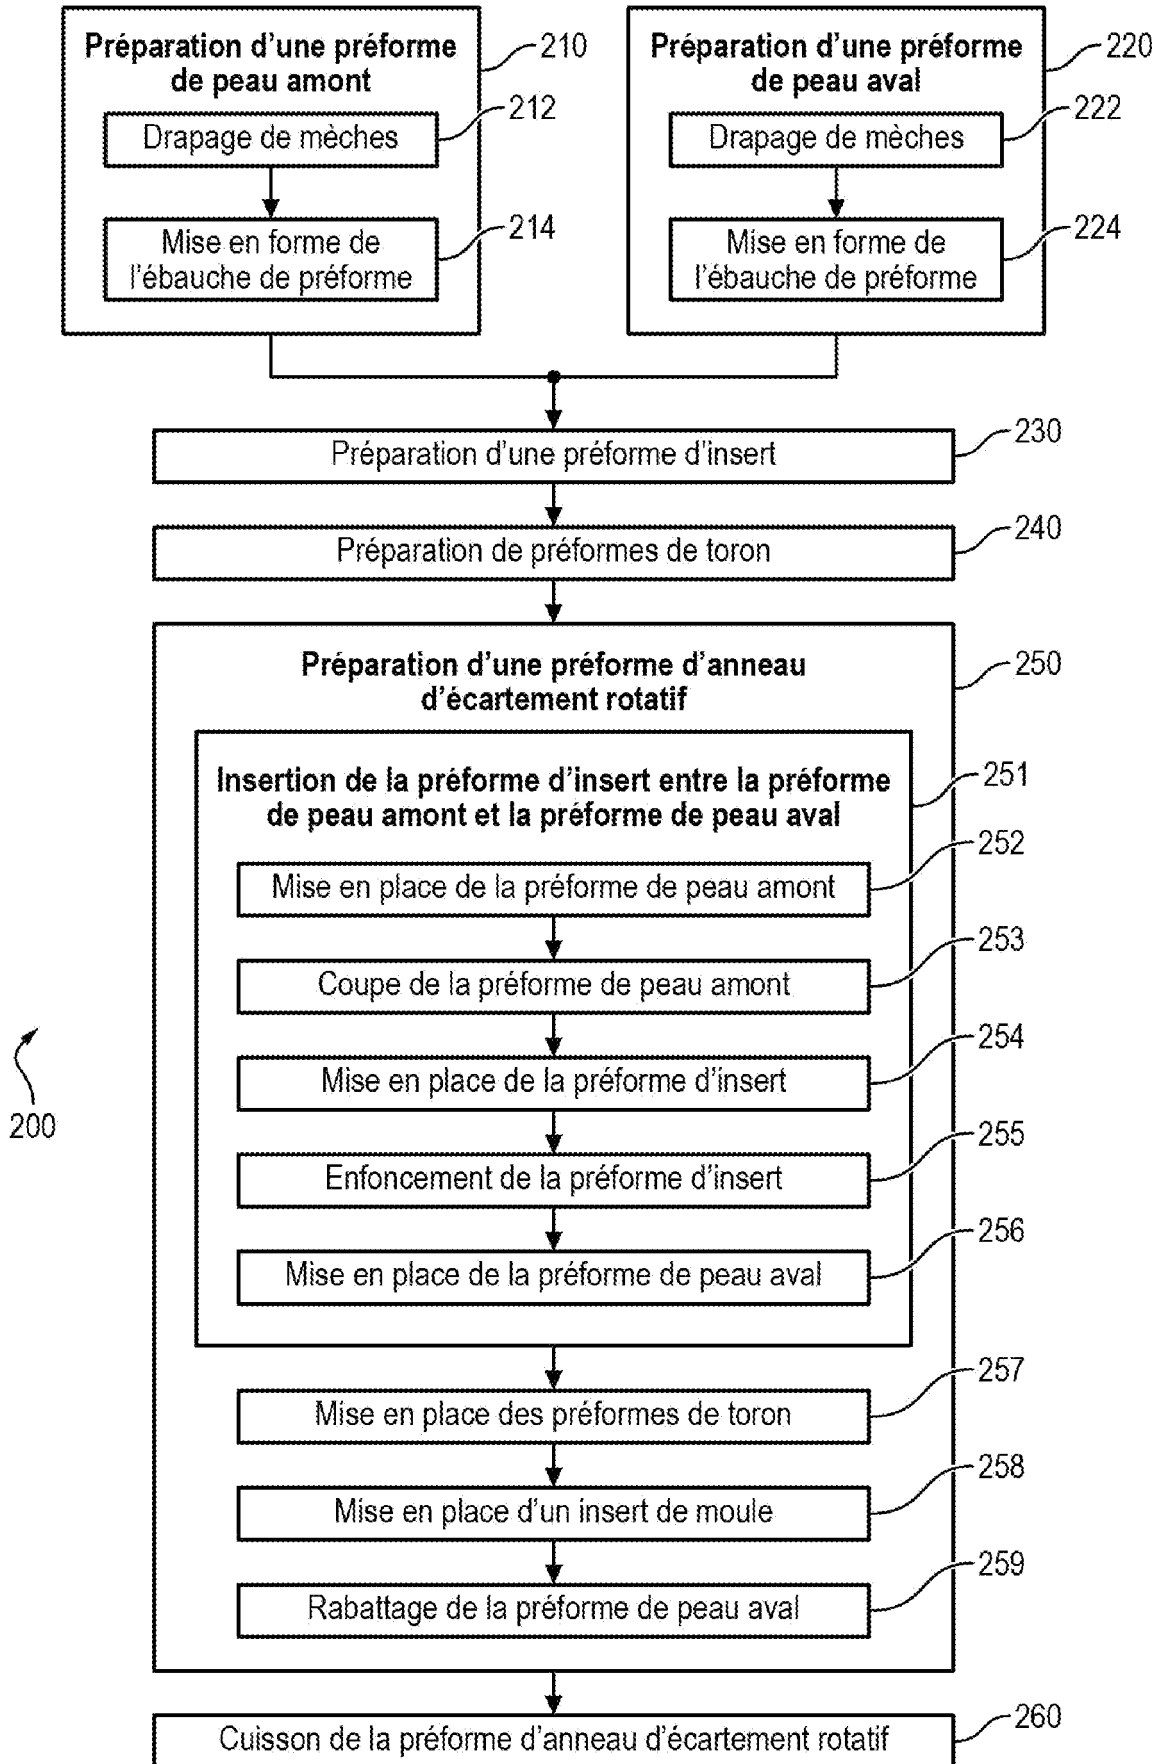 Préparation d'une préforme
de peau amont
210
Drapage de mèches
212
Mise en forme de
l'ébauche de préforme
214
Préparation d'une préforme
de peau aval
220
Drapage de mèches
222
Mise en forme de
l'ébauche de préforme
224
Préparation d'une préforme d'insert
230
Préparation de préformes de toron
240
Préparation d'une préforme d'anneau
d'écartement rotatif
250
Insertion de la préforme d'insert entre la préforme
de peau amont et la préforme de peau aval
251
Mise en place de la préforme de peau amont
252
Coupe de la préforme de peau amont
253
Mise en place de la préforme d'insert
254
Enfoncement de la préforme d'insert
255
Mise en place de la préforme de peau aval
256
Mise en place des préformes de toron
257
Mise en place d'un insert de moule
258
Rabattage de la préforme de peau aval
259
Cuisson de la préforme d'anneau d'écartement rotatif
260
200